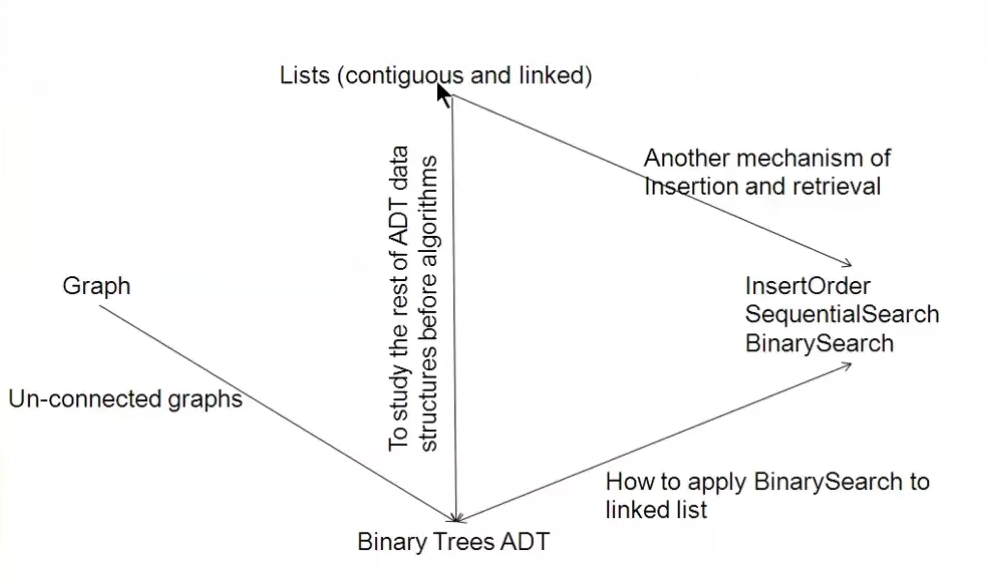 Lists (contiguous and linked)
Another mechanism of
Insertion and retrieval
To study the rest of ADT data
structures before algorithms
Graph
InsertOrder
SequentialSearch
BinarySearch
Un-connected graphs
How to apply BinarySearch to
linked list
Binary Trees ADT